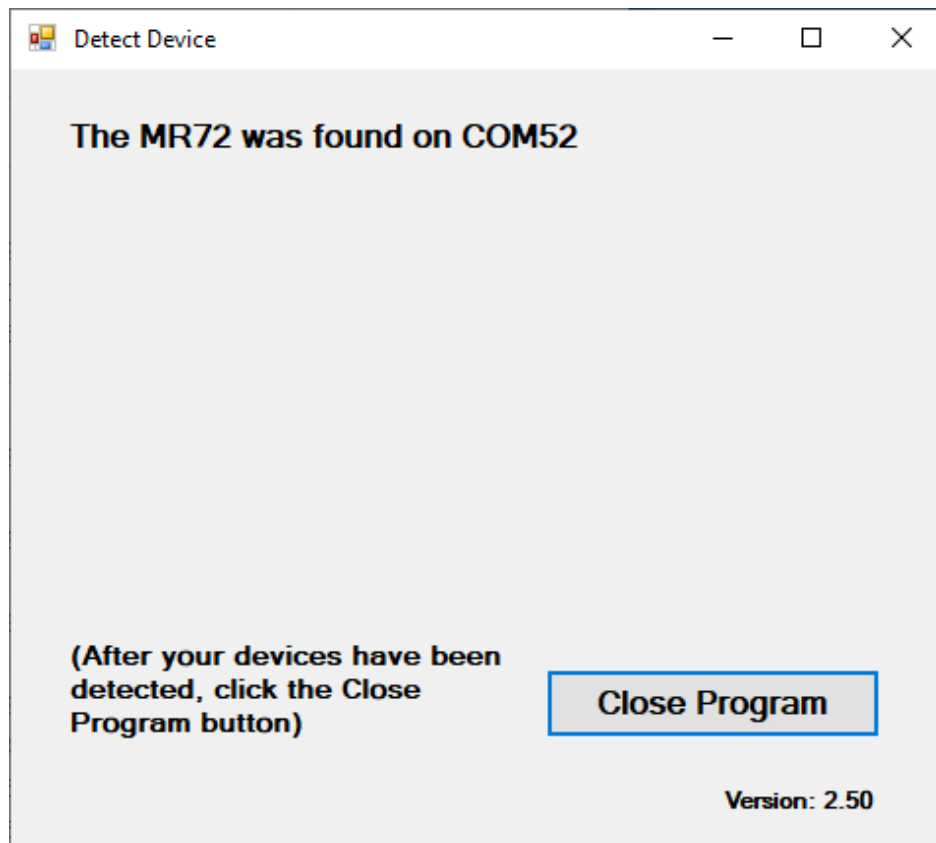 Detect Device
The MR72 was found on COM52
(After your devices have been
detected, click the Close
Program button)
Close Program
Version: 2.50